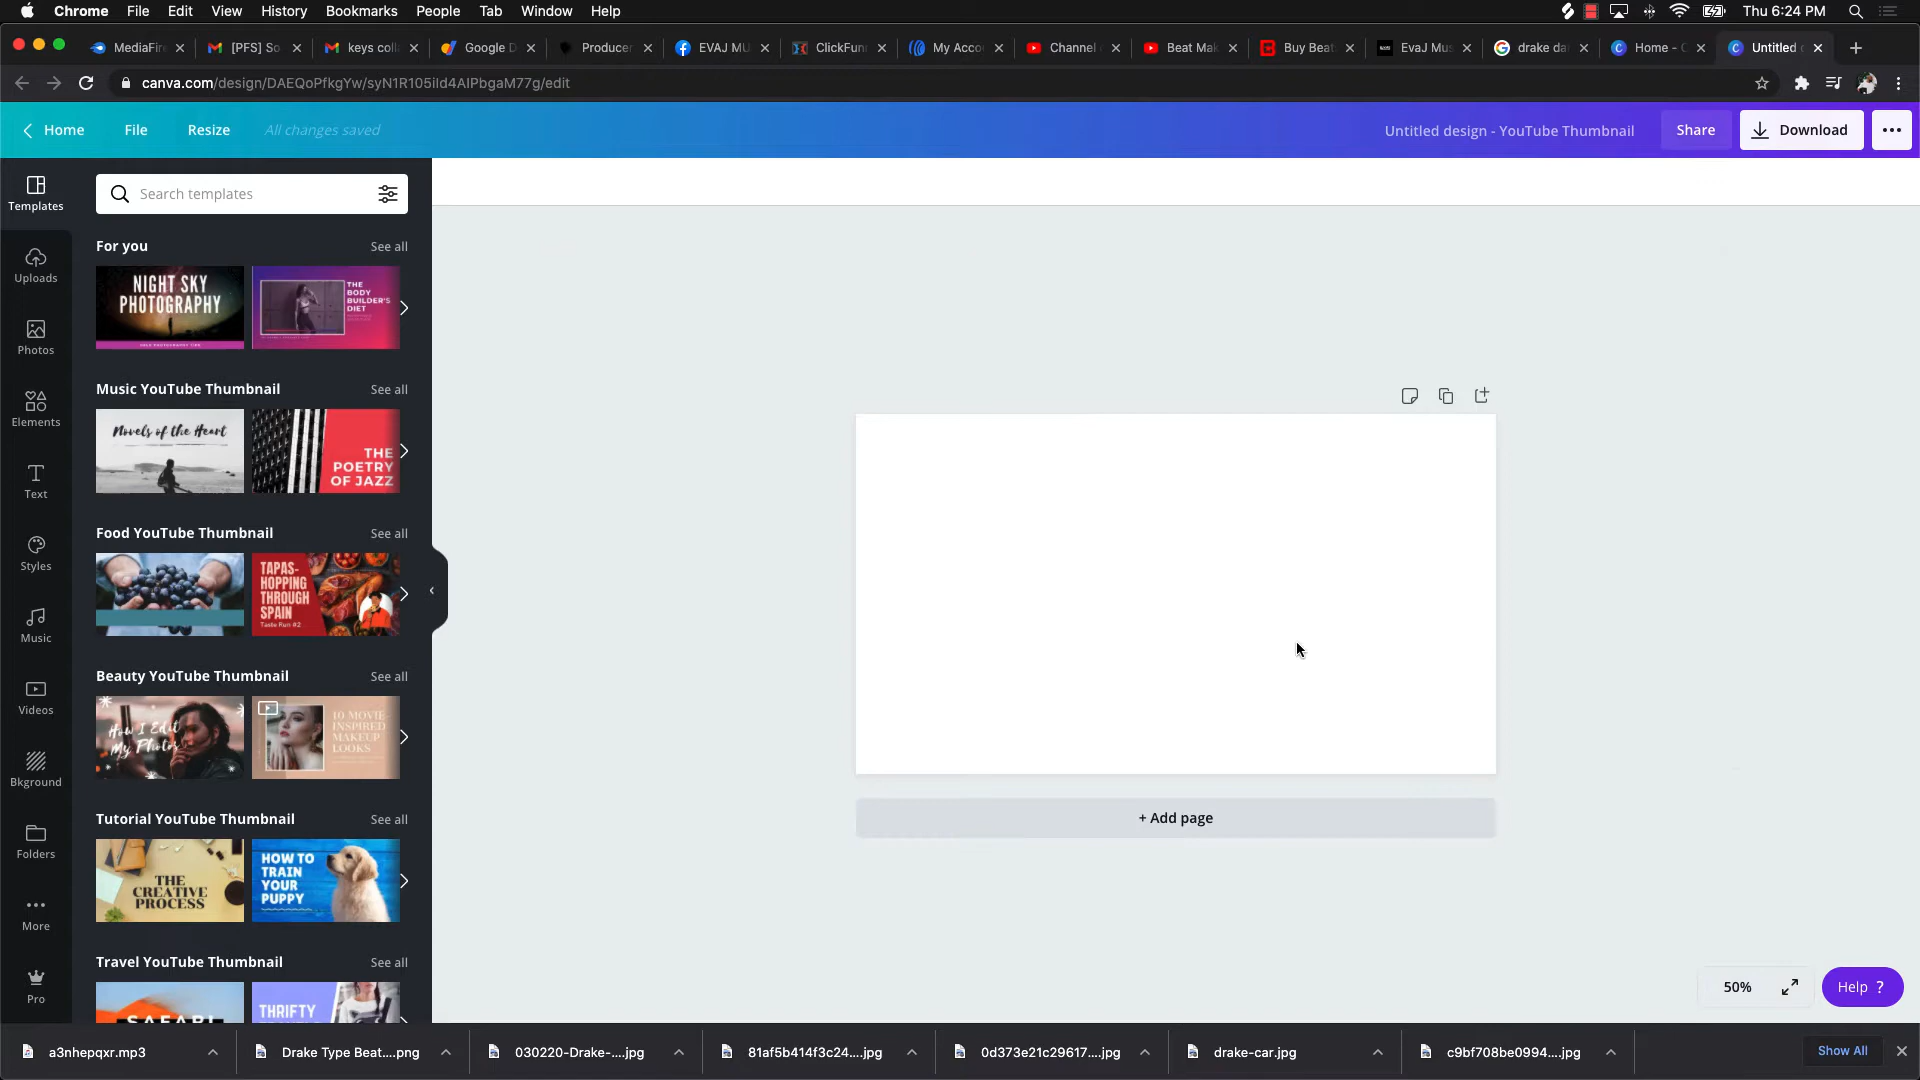 Chrome File Edit View History Bookmarks People Tab Window Help Thu 6:24 PM
MediaFire [PFS] So keys coll Google D Producer EVAJ MU ClickFun My Acco Channel Beat Mak Buy Beat EvaJ Mus drake da Home - C Untitled
canva.com/design/DAEQoPfkgYw/syN1R105iId4AIPbgaM77g/edit
Home File Resize All changes saved Untitled design - YouTube Thumbnail Share Download
Templates
Search templates
Uploads
Photos
Elements
Text
Styles
Music
Videos
Bkground
Folders
More
Pro
For you See all
NIGHT SKY
PHOTOGRAPHY
THE
BODY
BUILDER'S
DIET
Music YouTube Thumbnail See all
Novels of the Heart
THE
POETRY
OF JAZZ
Food YouTube Thumbnail See all
TAPAS-
HOPPING
THROUGH
SPAIN
Taste Run #2
Beauty YouTube Thumbnail See all
How I Edit
My Photos
10 MOVIE-
INSPIRED
MAKEUP
LOOKS
Tutorial YouTube Thumbnail See all
THE
CREATIVE
PROCESS
HOW TO
TRAIN
YOUR
PUPPY
Travel YouTube Thumbnail See all
SAFARI
THRIFTY
+ Add page
50% Help ?
a3nhepqxr.mp3 Drake Type Beat....png 030220-Drake-....jpg 81af5b414f3c24....jpg 0d373e21c29617....jpg drake-car.jpg c9bf708be0994....jpg Show All